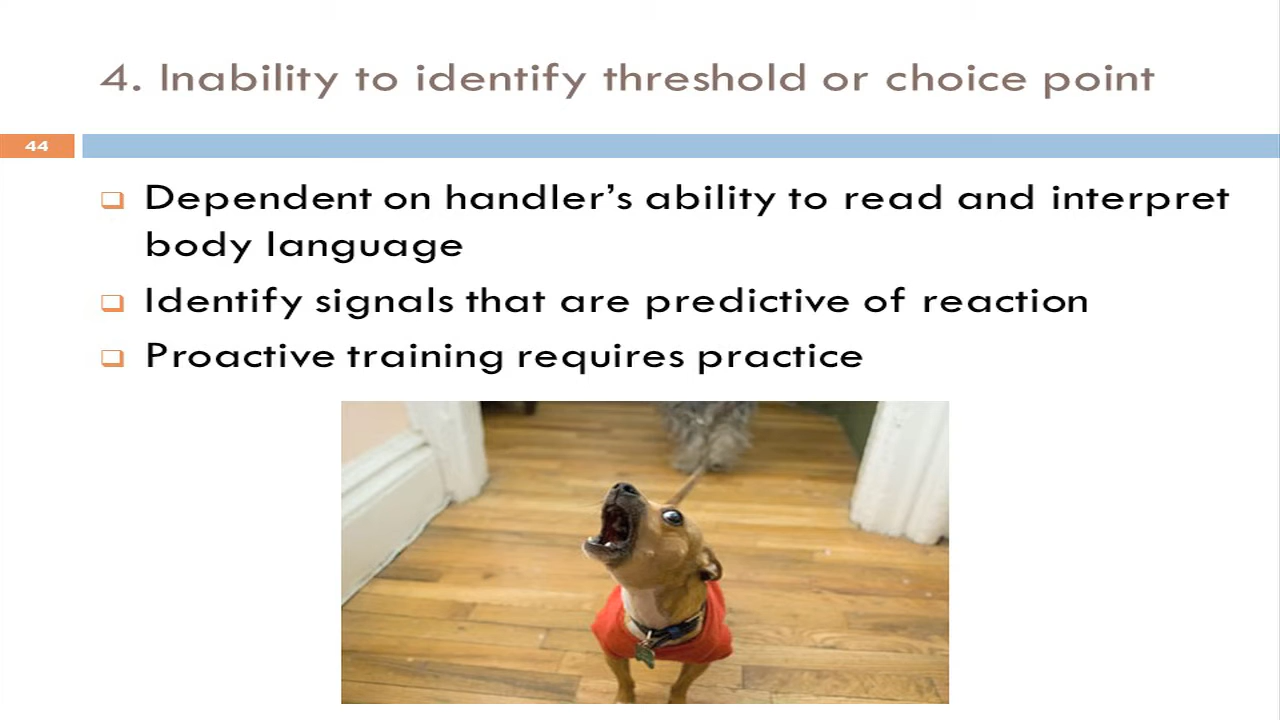 4. Inability to identify threshold or choice point
44
Dependent on handler’s ability to read and interpret
body language
Identify signals that are predictive of reaction
Proactive training requires practice